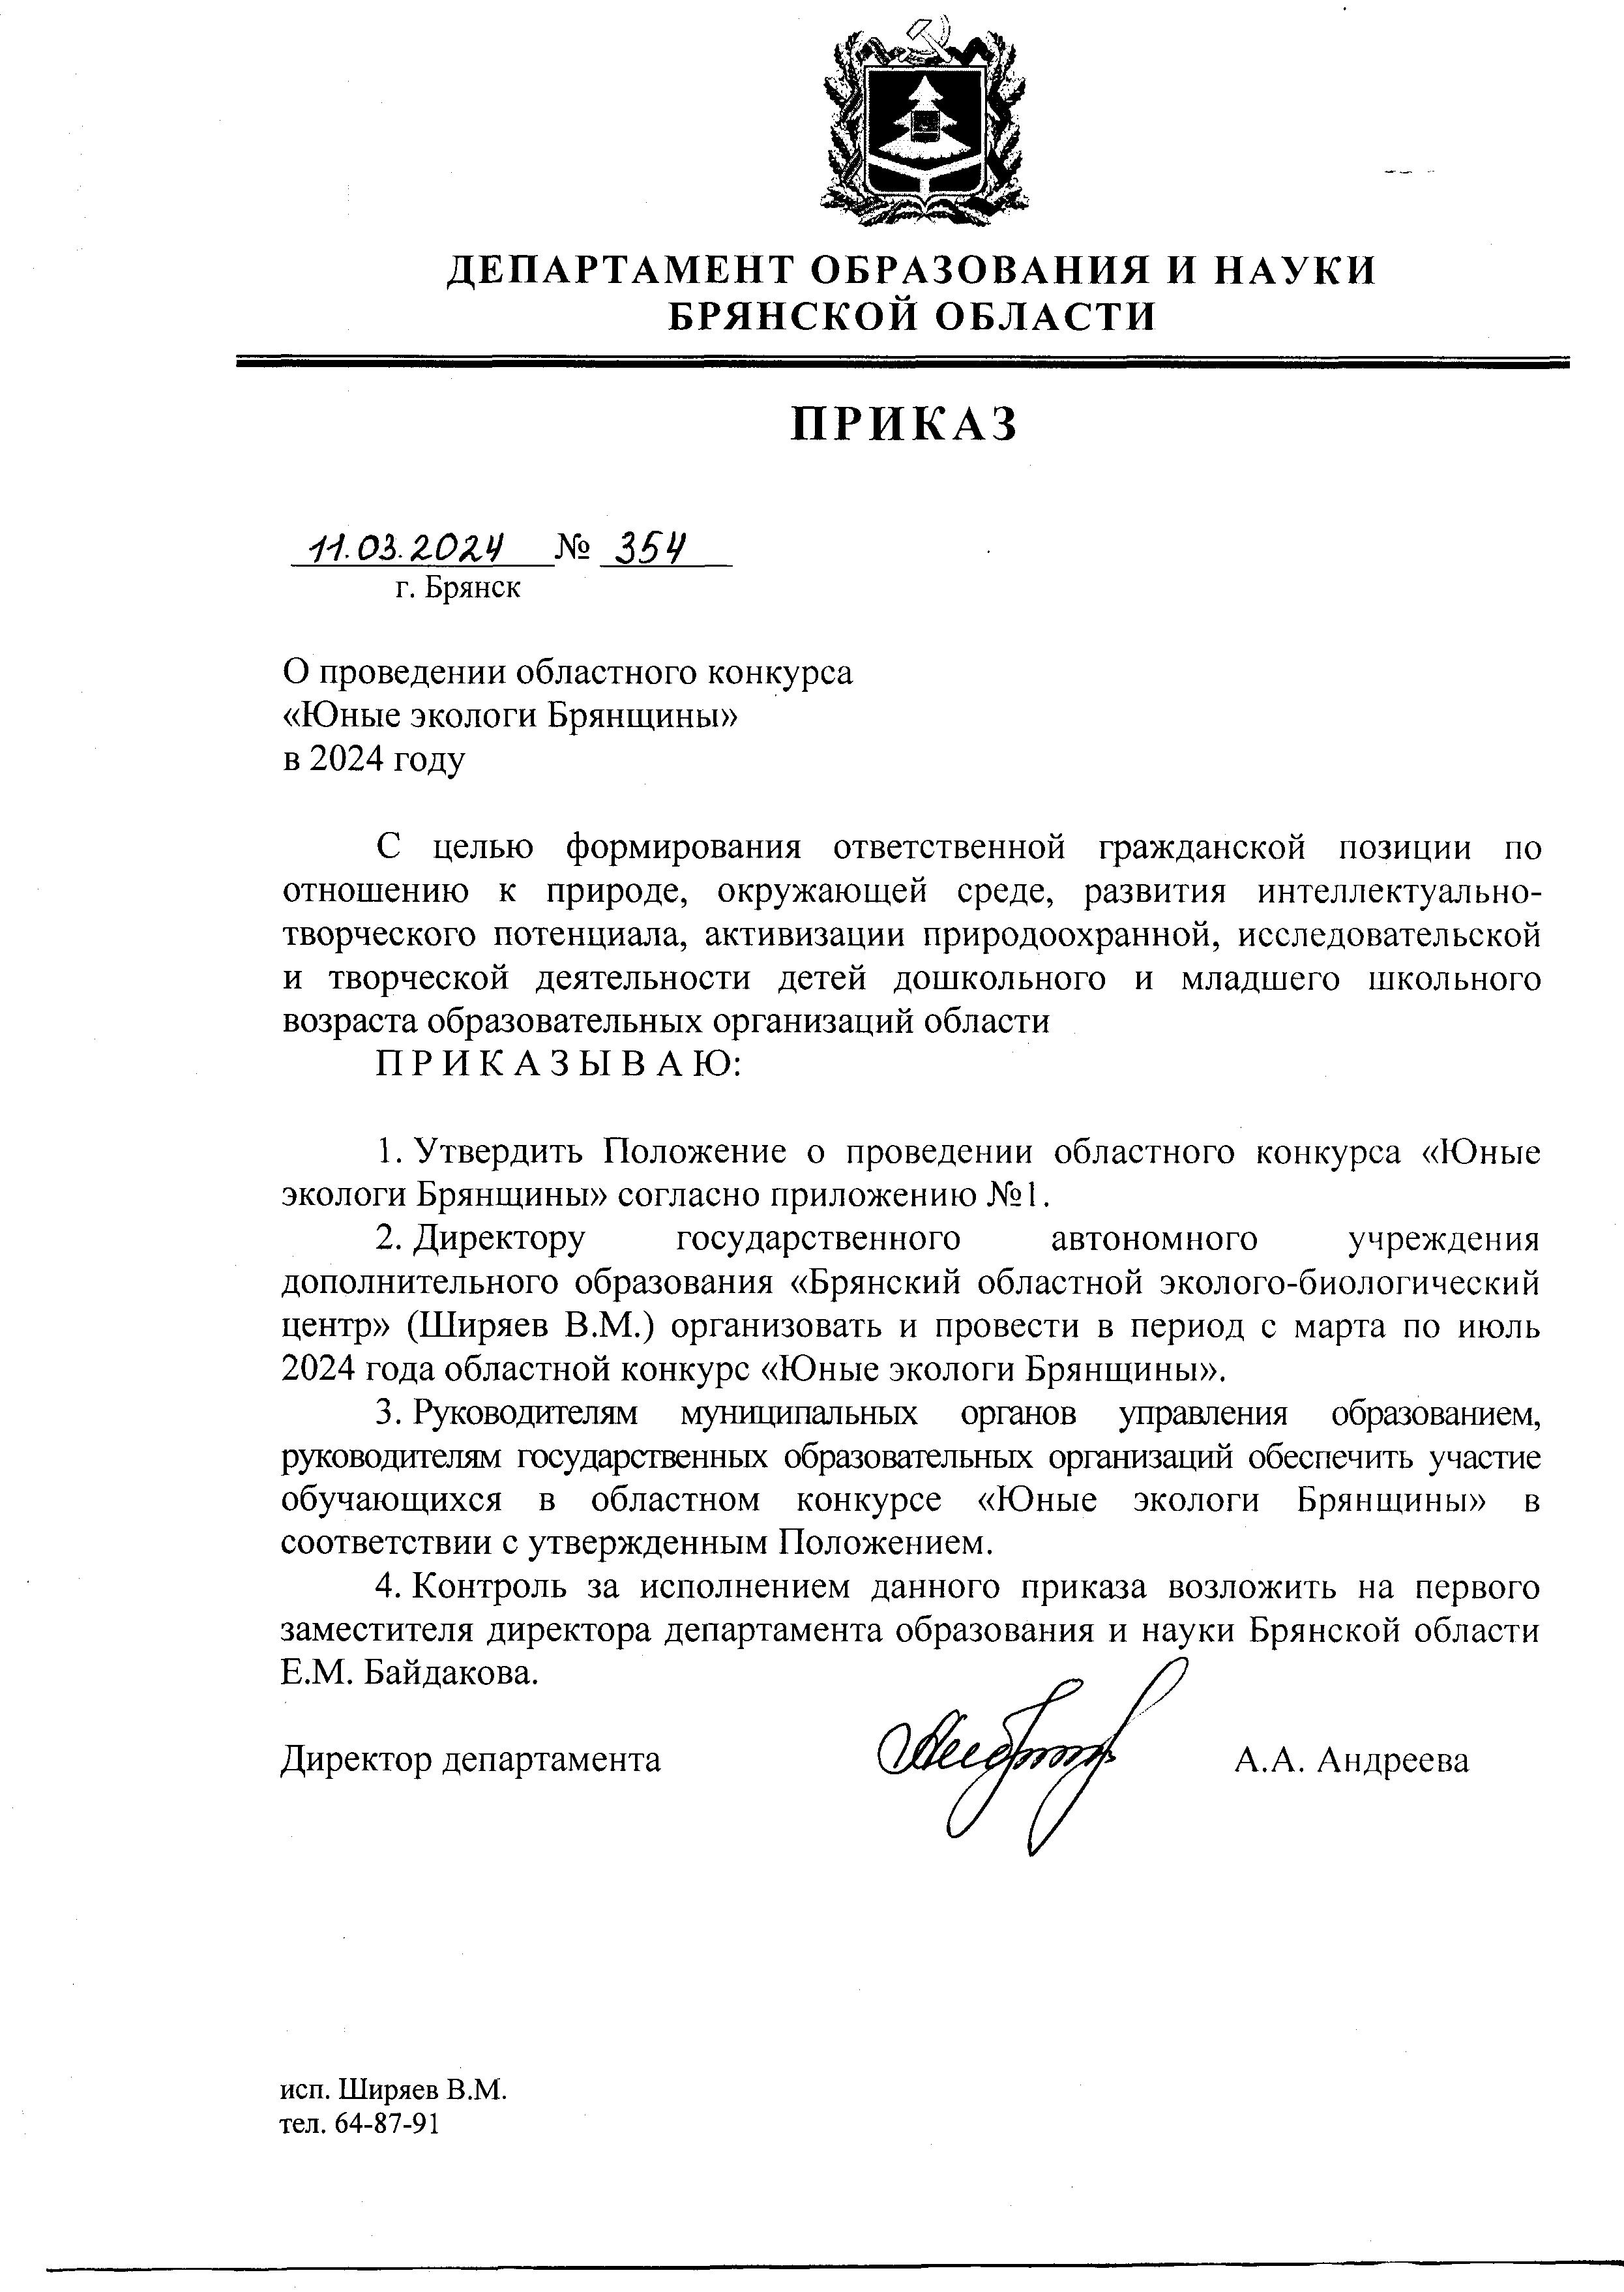 ДЕПАРТАМЕНТ ОБРАЗОВАНИЯ И НАУКИ
БРЯНСКОЙ ОБЛАСТИ
ПРИКАЗ
11.03.2024 № 354
г. Брянск
О проведении областного конкурса
«Юные экологи Брянщины»
в 2024 году
С целью формирования ответственной гражданской позиции по
отношению к природе, окружающей среде, развития интеллектуально-
творческого потенциала, активизации природоохранной, исследовательской
и творческой деятельности детей дошкольного и младшего школьного
возраста образовательных организаций области
П Р И К А З Ы В А Ю:
1. Утвердить Положение о проведении областного конкурса «Юные
экологи Брянщины» согласно приложению №1.
2. Директору государственного автономного учреждения
дополнительного образования «Брянский областной эколого-биологический
центр» (Ширяев В.М.) организовать и провести в период с марта по июль
2024 года областной конкурс «Юные экологи Брянщины».
3. Руководителям муниципальных органов управления образованием,
руководителям государственных образовательных организаций обеспечить участие
обучающихся в областном конкурсе «Юные экологи Брянщины» в
соответствии с утвержденным Положением.
4. Контроль за исполнением данного приказа возложить на первого
заместителя директора департамента образования и науки Брянской области
Е.М. Байдакова.
Директор департамента А.А. Андреева
исп. Ширяев В.М.
тел. 64-87-91